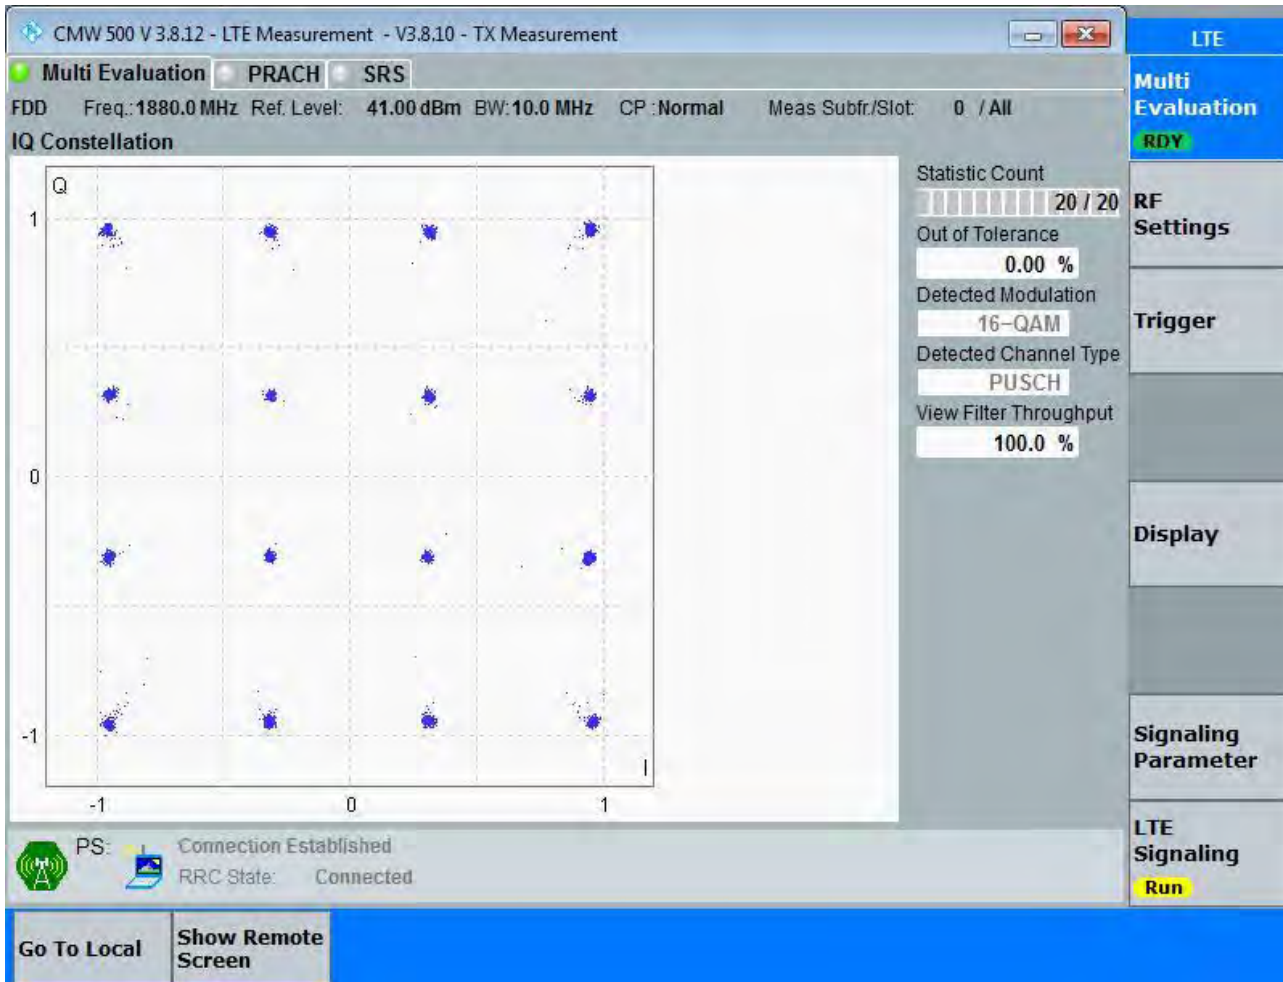 CMW 500 V 3.8.12 - LTE Measurement - V3.8.10 - TX Measurement
LTE
Multi Evaluation PRACH SRS
FDD Freq.:1880.0 MHz Ref. Level: 41.00 dBm BW:10.0 MHz CP :Normal Meas Subfr./Slot: 0 / All
IQ Constellation
Q
1
0
-1
I
-1 0 1
Statistic Count
20 / 20
Out of Tolerance
0.00 %
Detected Modulation
16-QAM
Detected Channel Type
PUSCH
View Filter Throughput
100.0 %
Multi
Evaluation
RDY
RF
Settings
Trigger
Display
Signaling
Parameter
LTE
Signaling
Run
PS: Connection Established
RRC State: Connected
Go To Local
Show Remote
Screen